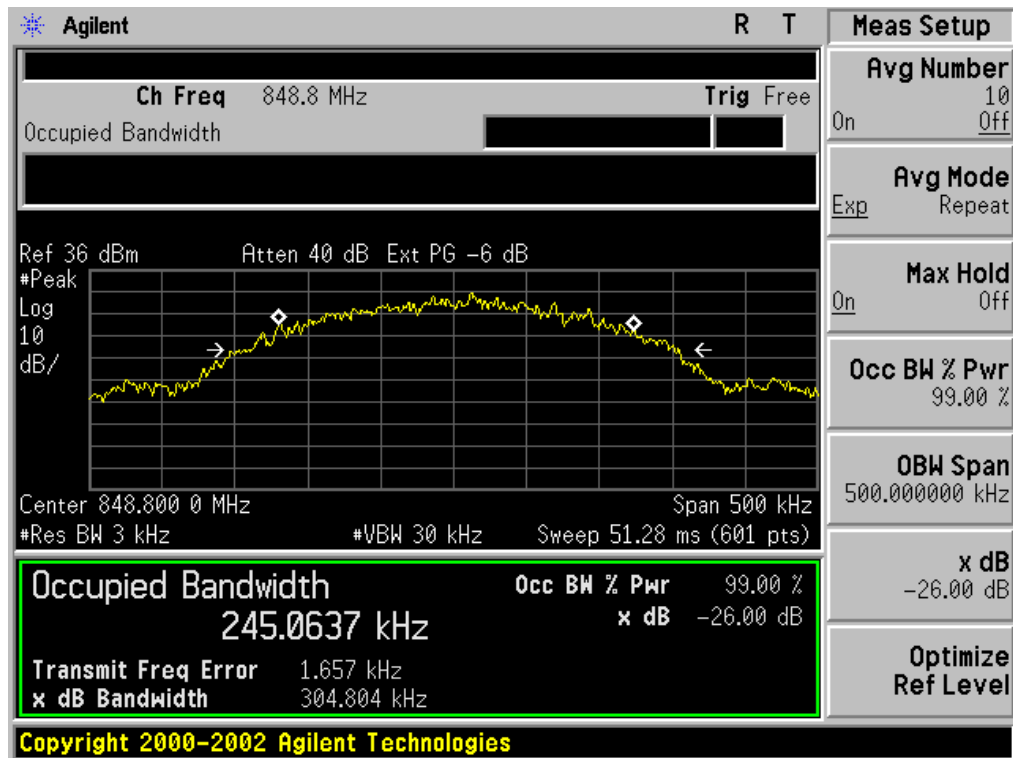 Agilent R T
Ch Freq 848.8 MHz Trig Free
Occupied Bandwidth
Ref 36 dBm Atten 40 dB Ext PG -6 dB
#Peak
Log
10
dB/
Center 848.800 0 MHz Span 500 kHz
#Res BW 3 kHz #VBW 30 kHz Sweep 51.28 ms (601 pts)
Occupied Bandwidth
245.0637 kHz
Occ BW % Pwr 99.00 %
x dB -26.00 dB
Transmit Freq Error 1.657 kHz
x dB Bandwidth 304.804 kHz
Copyright 2000-2002 Agilent Technologies
Meas Setup
Avg Number
10
On Off
Avg Mode
Exp Repeat
Max Hold
On Off
Occ BW % Pwr
99.00 %
OBW Span
500.000000 kHz
x dB
-26.00 dB
Optimize
Ref Level